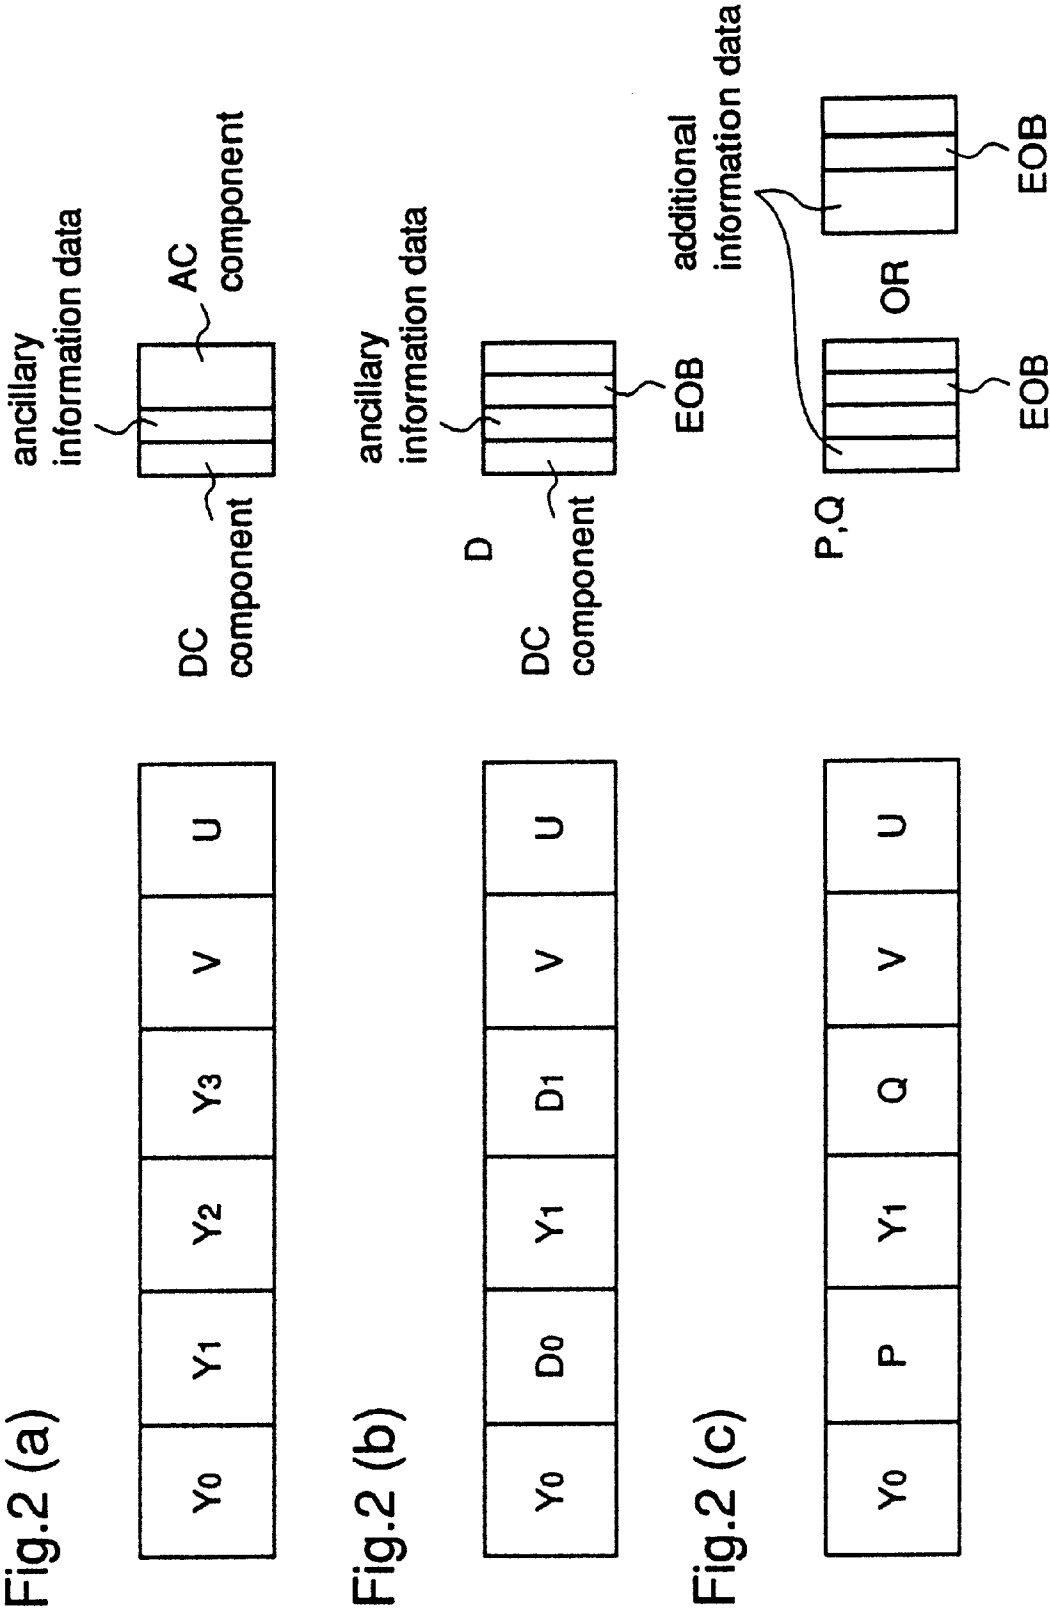 Fig.2 (a)
Y0 Y1 Y2 Y3 V U
ancillary
information data
DC
component
AC
component
Fig.2 (b)
Y0 D0 Y1 D1 V U
D
ancillary
information data
DC
component
EOB
Fig.2 (c)
Y0 P Y1 Q V U
P,Q
additional
information data
OR
EOB
EOB